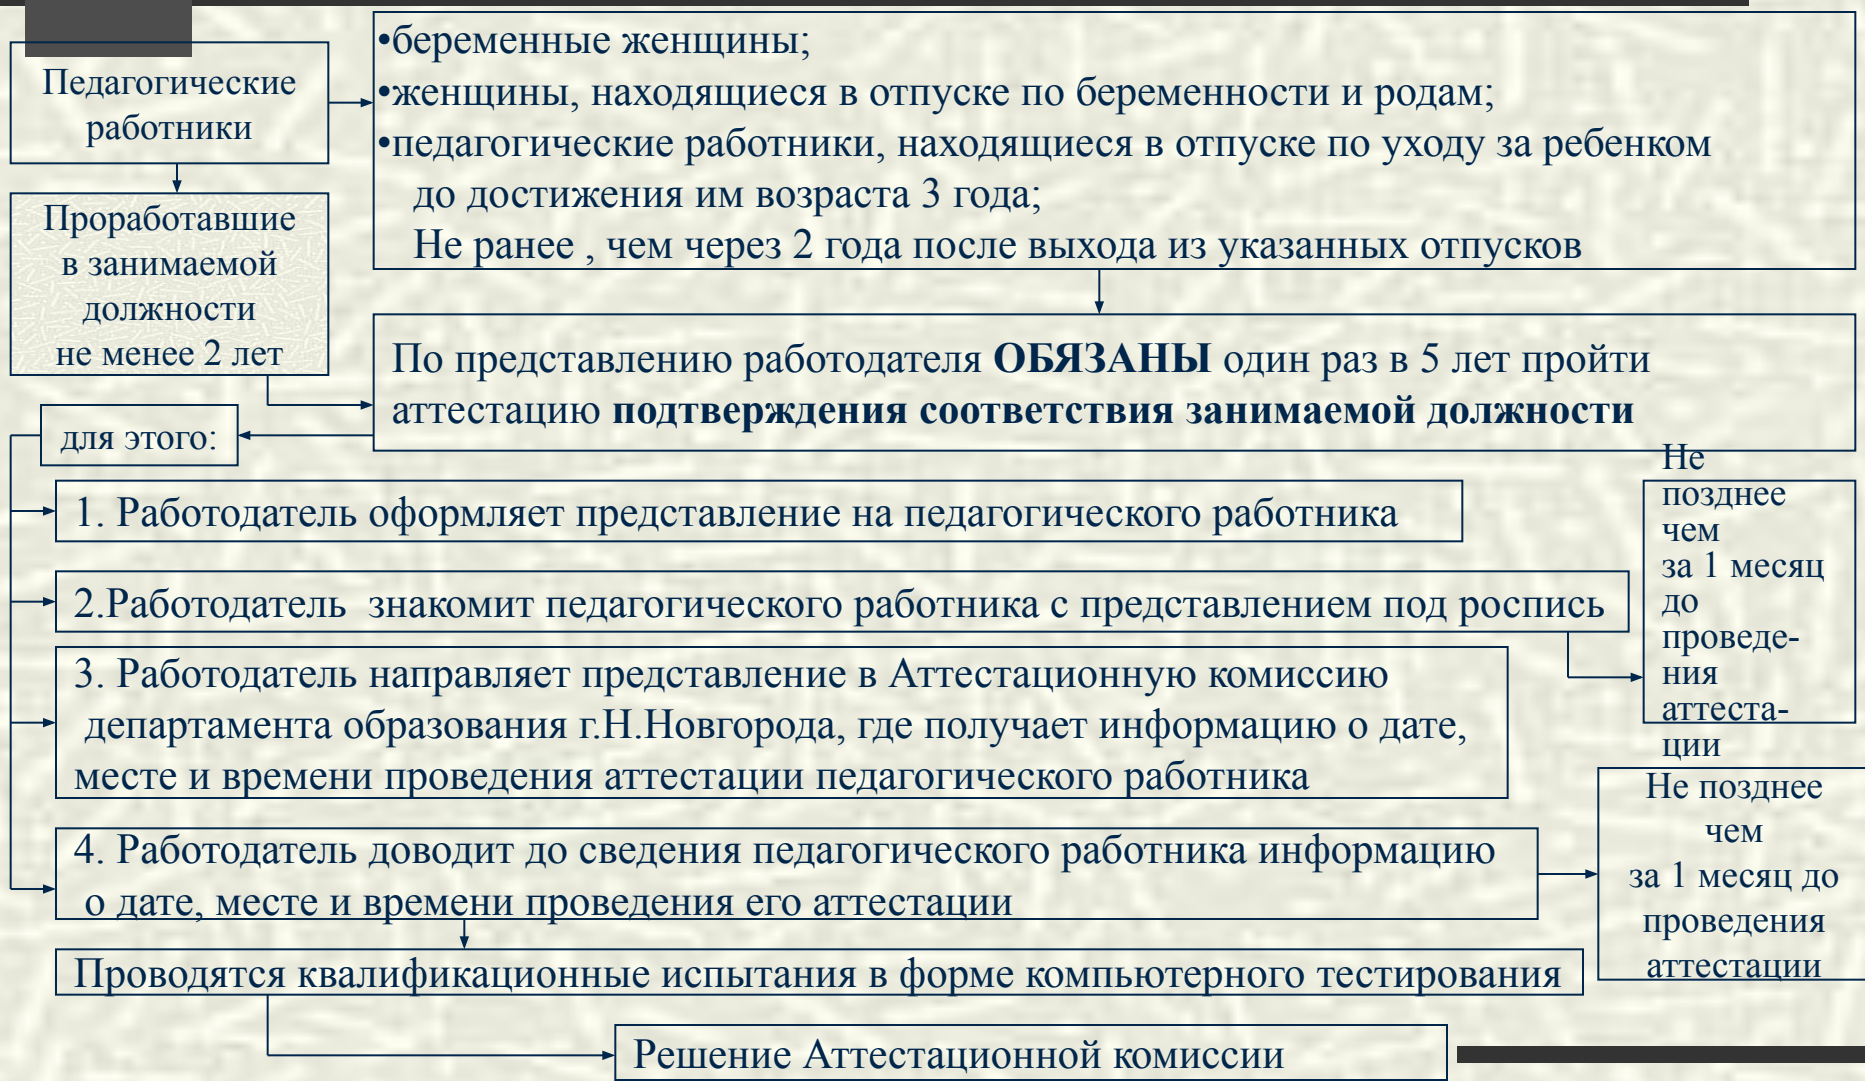 Педагогические
работники
•беременные женщины;
•женщины, находящиеся в отпуске по беременности и родам;
•педагогические работники, находящиеся в отпуске по уходу за ребенком
до достижения им возраста 3 года;
Не ранее , чем через 2 года после выхода из указанных отпусков
Проработавшие
в занимаемой
должности
не менее 2 лет
По представлению работодателя ОБЯЗАНЫ один раз в 5 лет пройти
аттестацию подтверждения соответствия занимаемой должности
для этого:
1. Работодатель оформляет представление на педагогического работника
2.Работодатель  знакомит педагогического работника с представлением под роспись
Не
позднее
чем
за 1 месяц
до
проведе-
ния
аттеста-
ции
3. Работодатель направляет представление в Аттестационную комиссию
департамента образования г.Н.Новгорода, где получает информацию о дате,
месте и времени проведения аттестации педагогического работника
4. Работодатель доводит до сведения педагогического работника информацию
о дате, месте и времени проведения его аттестации
Не позднее
чем
за 1 месяц до
проведения
аттестации
Проводятся квалификационные испытания в форме компьютерного тестирования
Решение Аттестационной комиссии